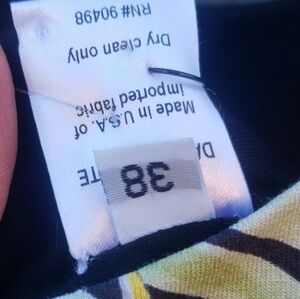 38
Made in U.S.A. of
imported fabric
Dry clean only
RN# 90498